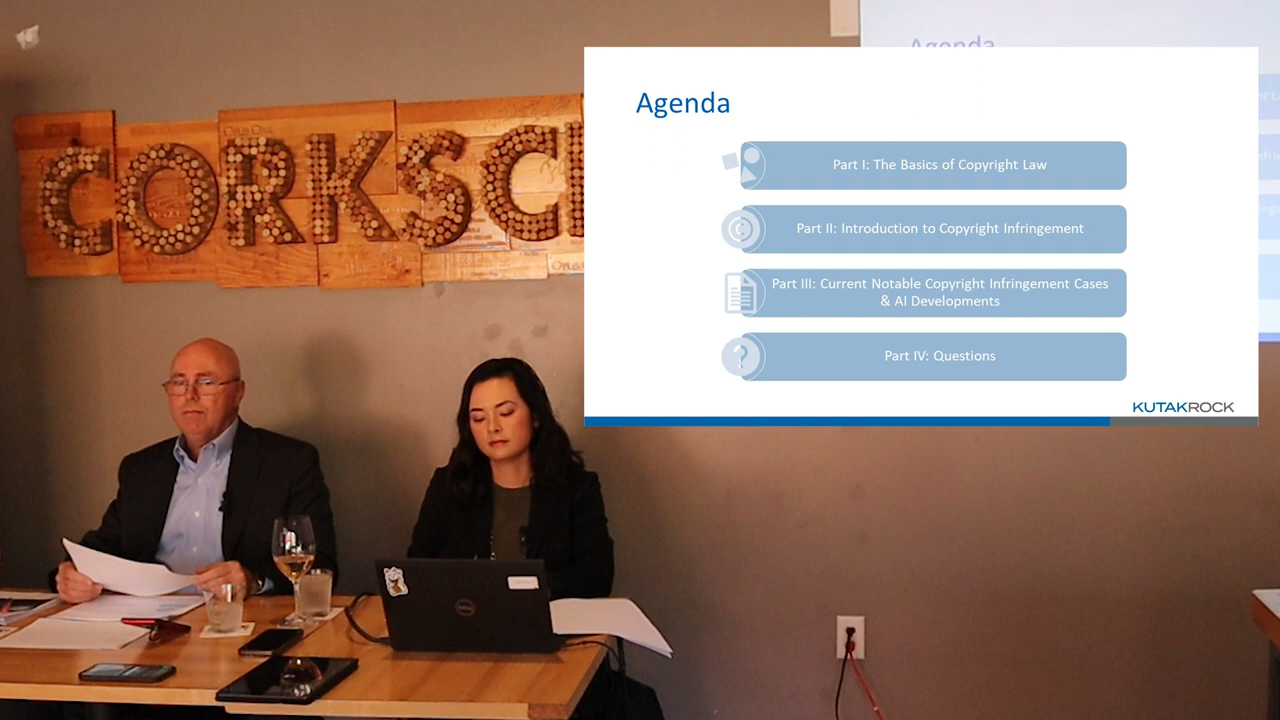 Agenda
CORKSC
Agenda
Part I: The Basics of Copyright Law
Part II: Introduction to Copyright Infringement
Part III: Current Notable Copyright Infringement Cases
& AI Developments
Part IV: Questions
KUTAKROCK